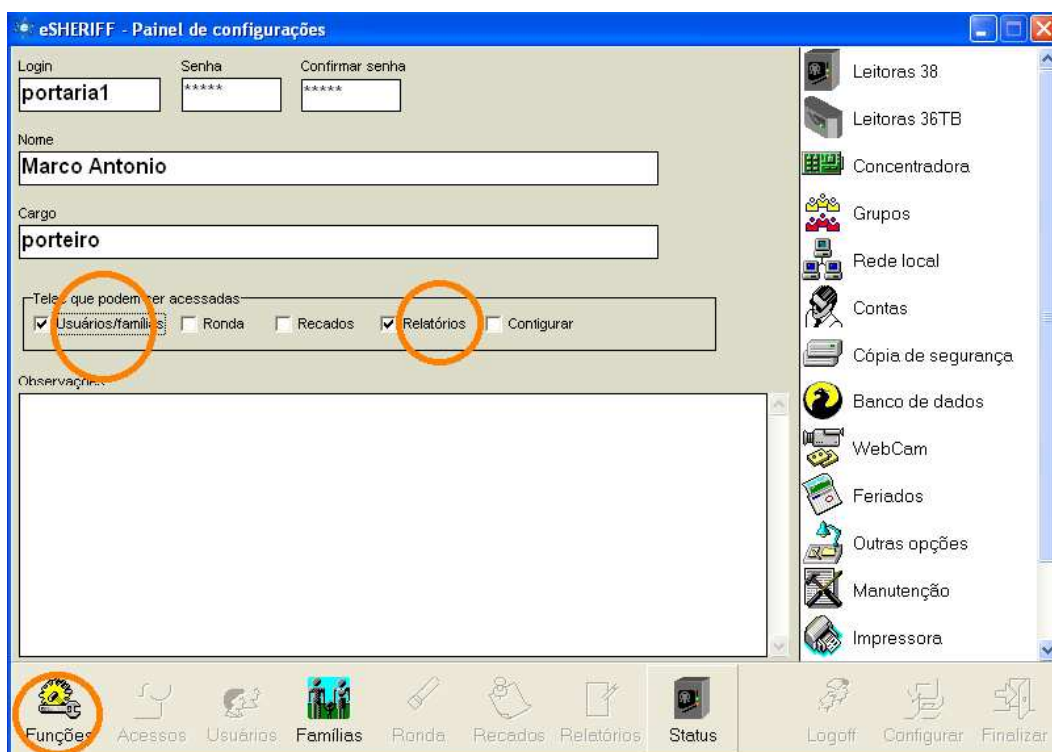 eSHERIFF - Painel de configurações
Login Senha Confirmar senha
portaria1 ***** *****
Nome
Marco Antonio
Cargo
porteiro
Telas que podem ser acessadas
Usuários/famílias Ronda Recados Relatórios Configurar
Observações
Leitoras 38
Leitoras 36TB
Concentradora
Grupos
Rede local
Contas
Cópia de segurança
Banco de dados
WebCam
Feriados
Outras opções
Manutenção
Impressora
Funções Acessos Usuários Famílias Ronda Recados Relatórios Status Logoff Configurar Finalizar